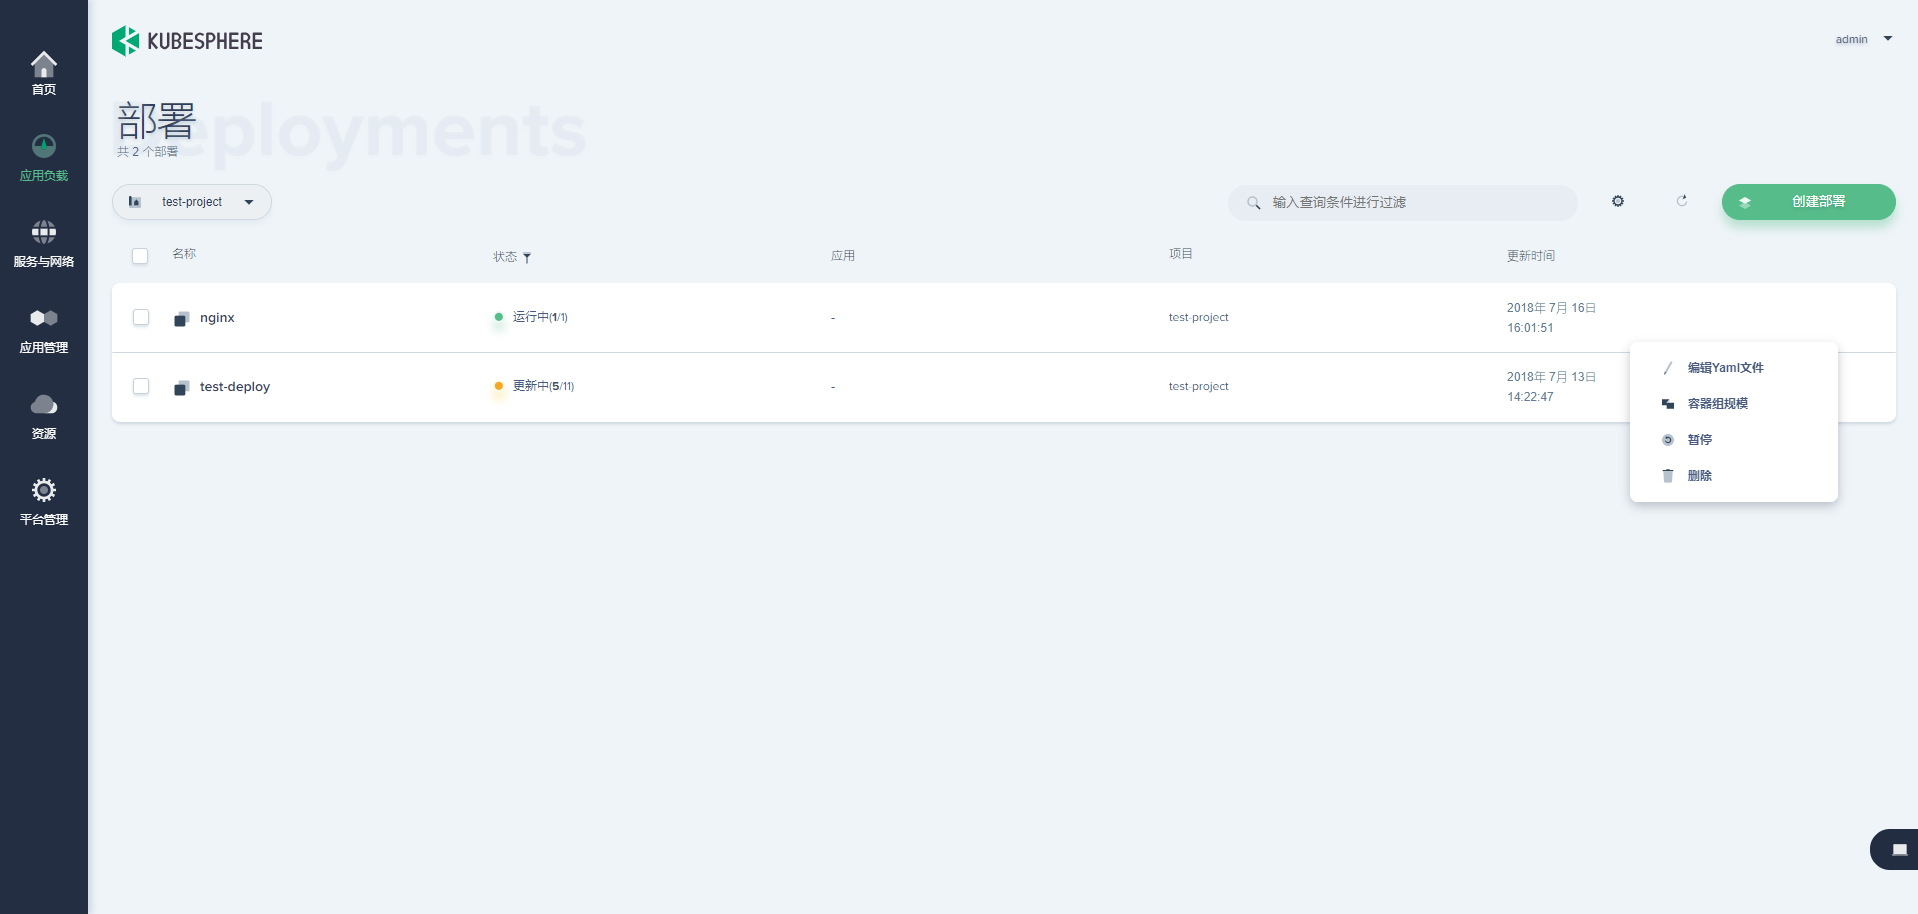 首页
应用负载
服务与网络
应用管理
资源
平台管理
KUBESPHERE
admin
Deployments
部署
共 2 个部署
test-project
输入查询条件进行过滤
创建部署
名称
状态
应用
项目
更新时间
nginx
运行中(1/1)
-
test-project
2018年 7月 16日
16:01:51
test-deploy
更新中(5/11)
-
test-project
2018年 7月 13日
14:22:47
编辑Yaml文件
容器组规模
暂停
删除